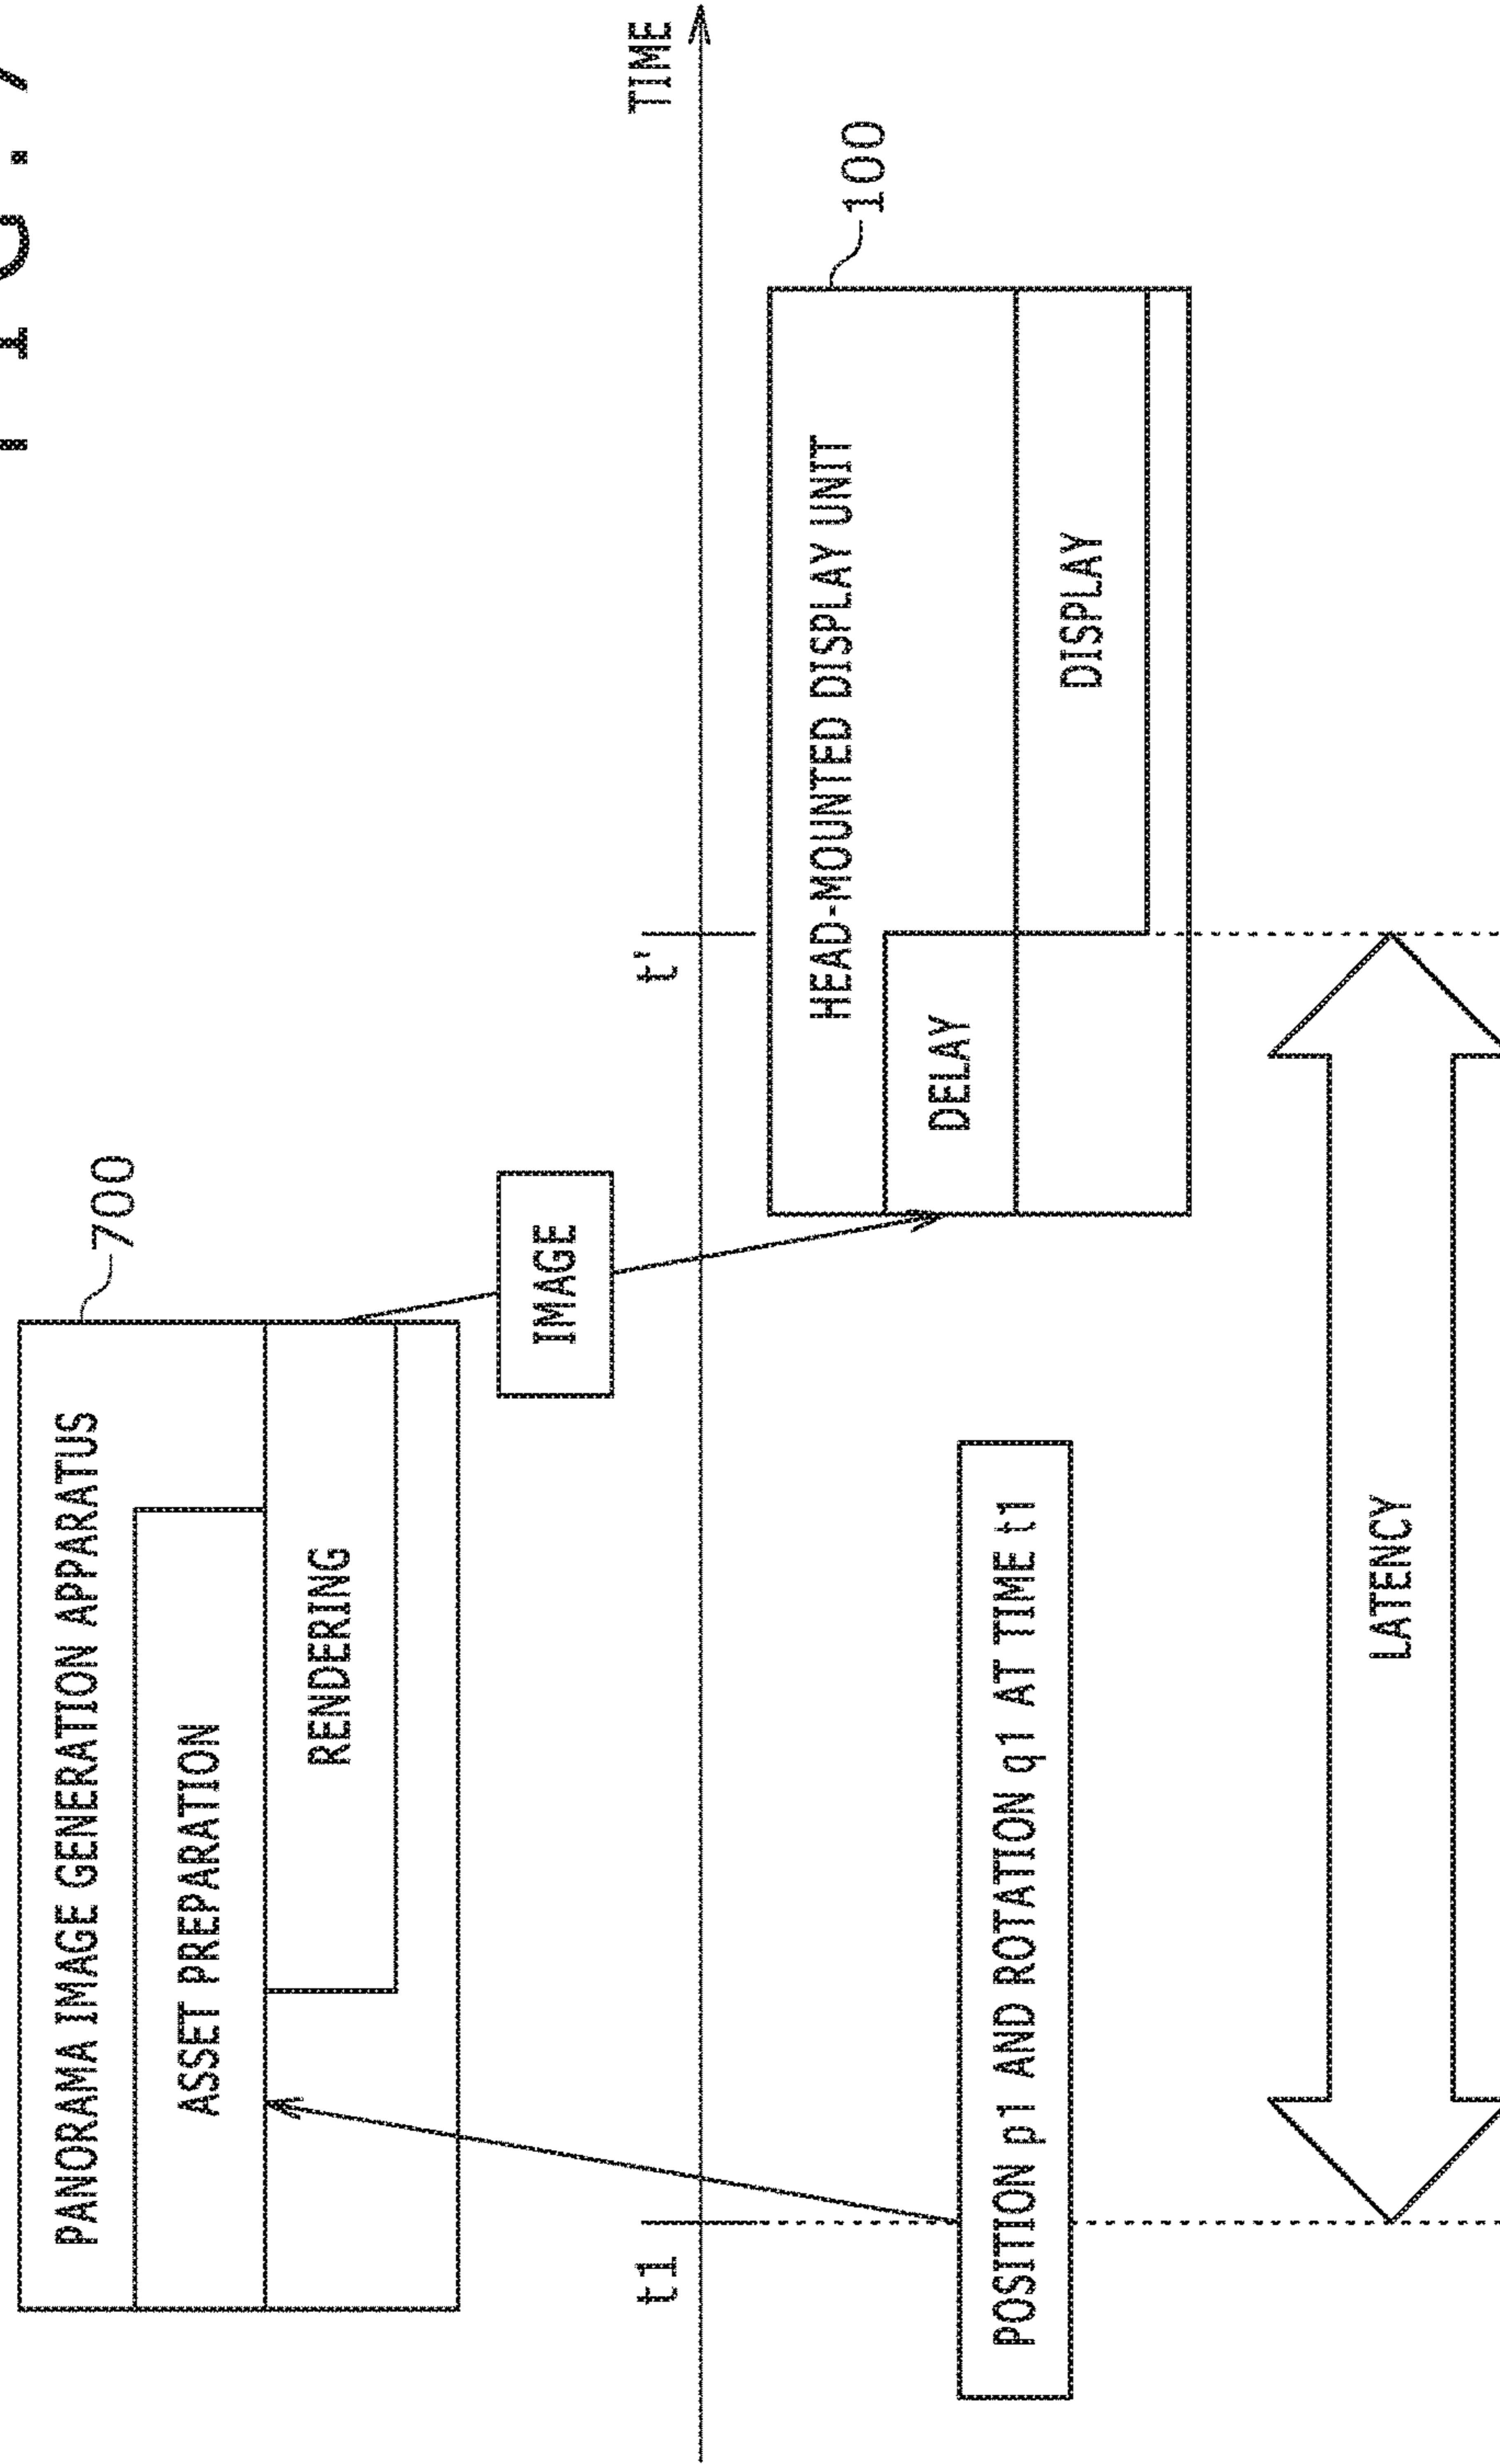 PANORAMA IMAGE GENERATION APPARATUS
700
ASSET PREPARATION
RENDERING
IMAGE
t1
t'
TIME
HEAD-MOUNTED DISPLAY UNIT
100
DELAY
DISPLAY
POSITION p1 AND ROTATION q1 AT TIME t1
LATENCY